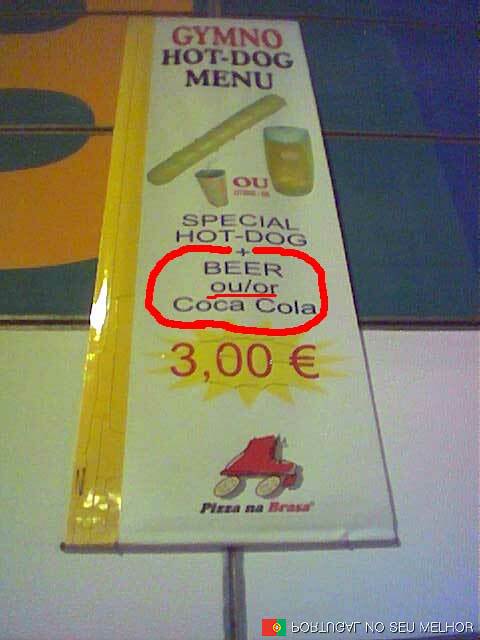 GYMNO
HOT-DOG
MENU
OU
SPECIAL
HOT-DOG
+
BEER
ou/or
Coca Cola
3,00 €
Pizza na Brasa
PORTUGAL NO SEU MELHOR